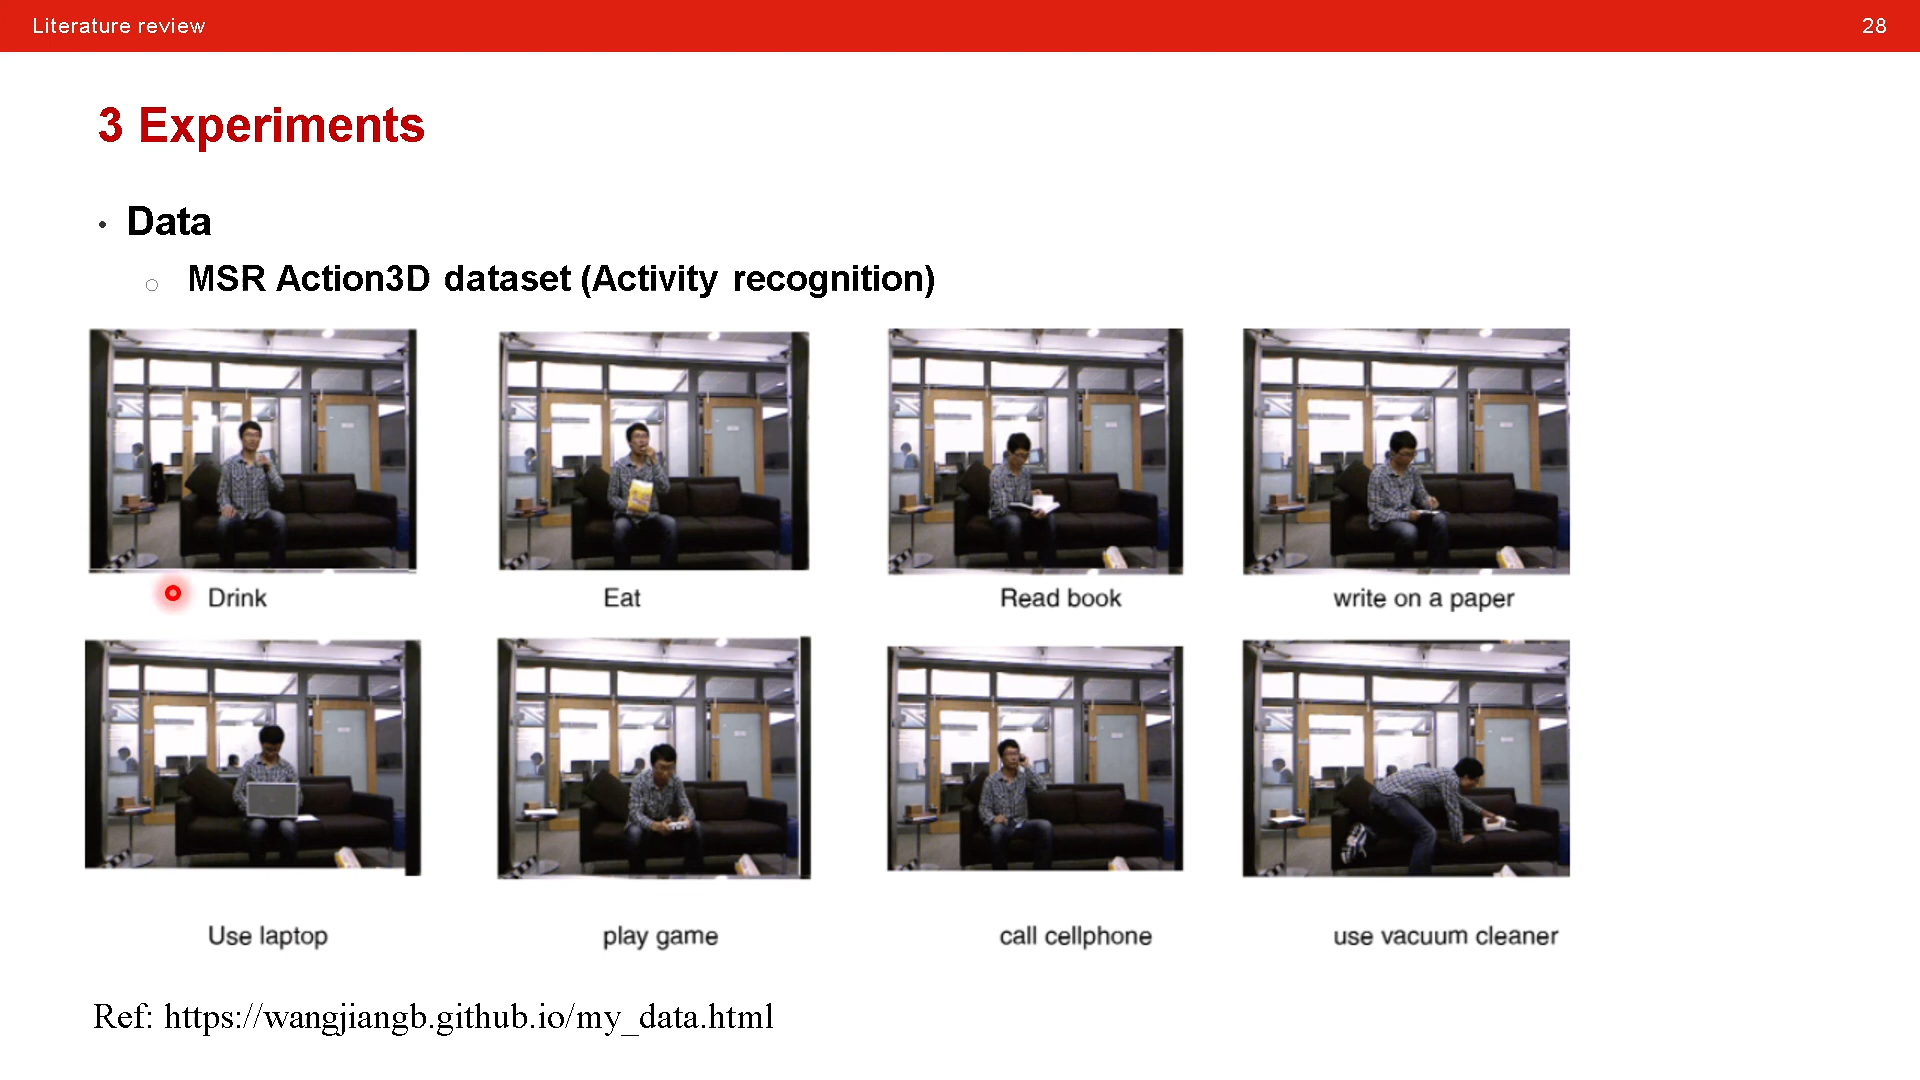 Literature review
28
3 Experiments
• Data
○ MSR Action3D dataset (Activity recognition)
Drink
Eat
Read book
write on a paper
Use laptop
play game
call cellphone
use vacuum cleaner
Ref: https://wangjiangb.github.io/my_data.html